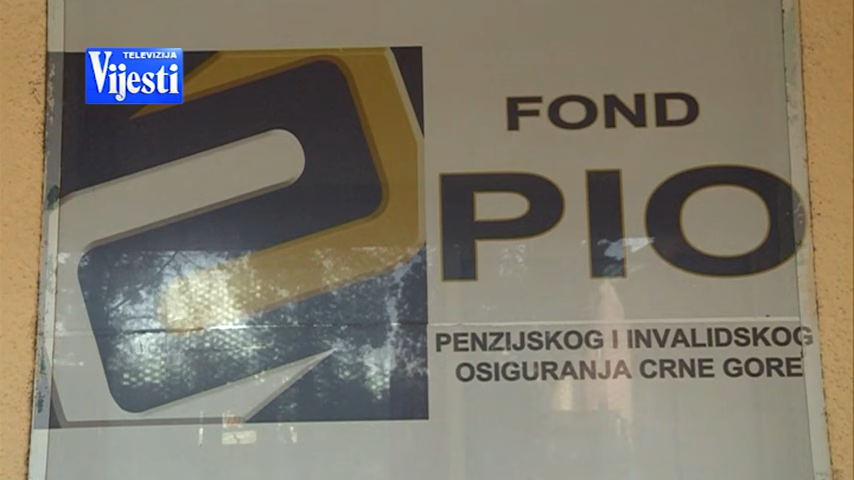 TELEVIZIJA
Vijesti
FOND
PIO
PENZIJSKOG I INVALIDSKOG
OSIGURANJA CRNE GORE